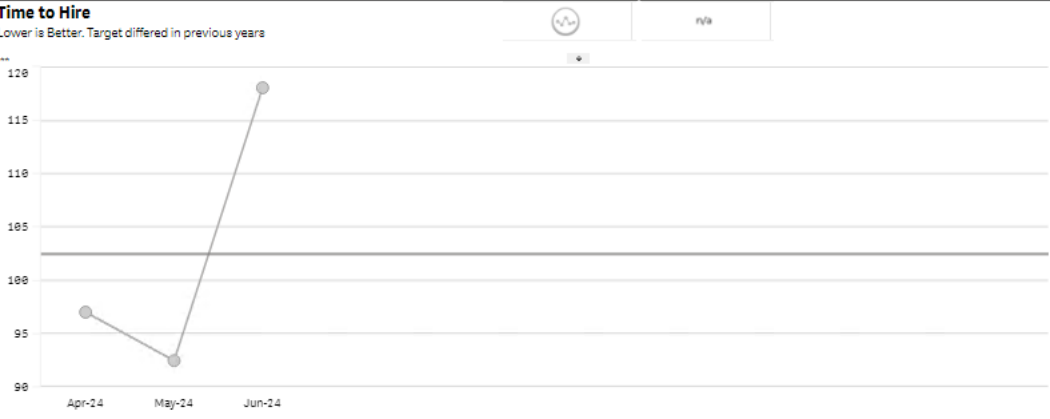 Time to Hire
Lower is Better. Target differed in previous years
n/a
120
115
110
105
100
95
90
Apr-24 May-24 Jun-24